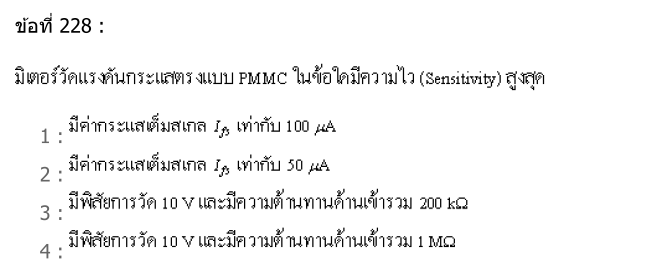 ข้อที่ 228 :
มิเตอร์วัดแรงดันกระแสตรงแบบ PMMC ในข้อใดมีความไว (Sensitivity) สูงสุด
1 : มีค่ากระแสเต็มสเกล Ifs เท่ากับ 100 μA
2 : มีค่ากระแสเต็มสเกล Ifs เท่ากับ 50 μA
3 : มีพิสัยการวัด 10 V และมีความต้านทานด้านเข้ารวม 200 kΩ
4 : มีพิสัยการวัด 10 V และมีความต้านทานด้านเข้ารวม 1 MΩ